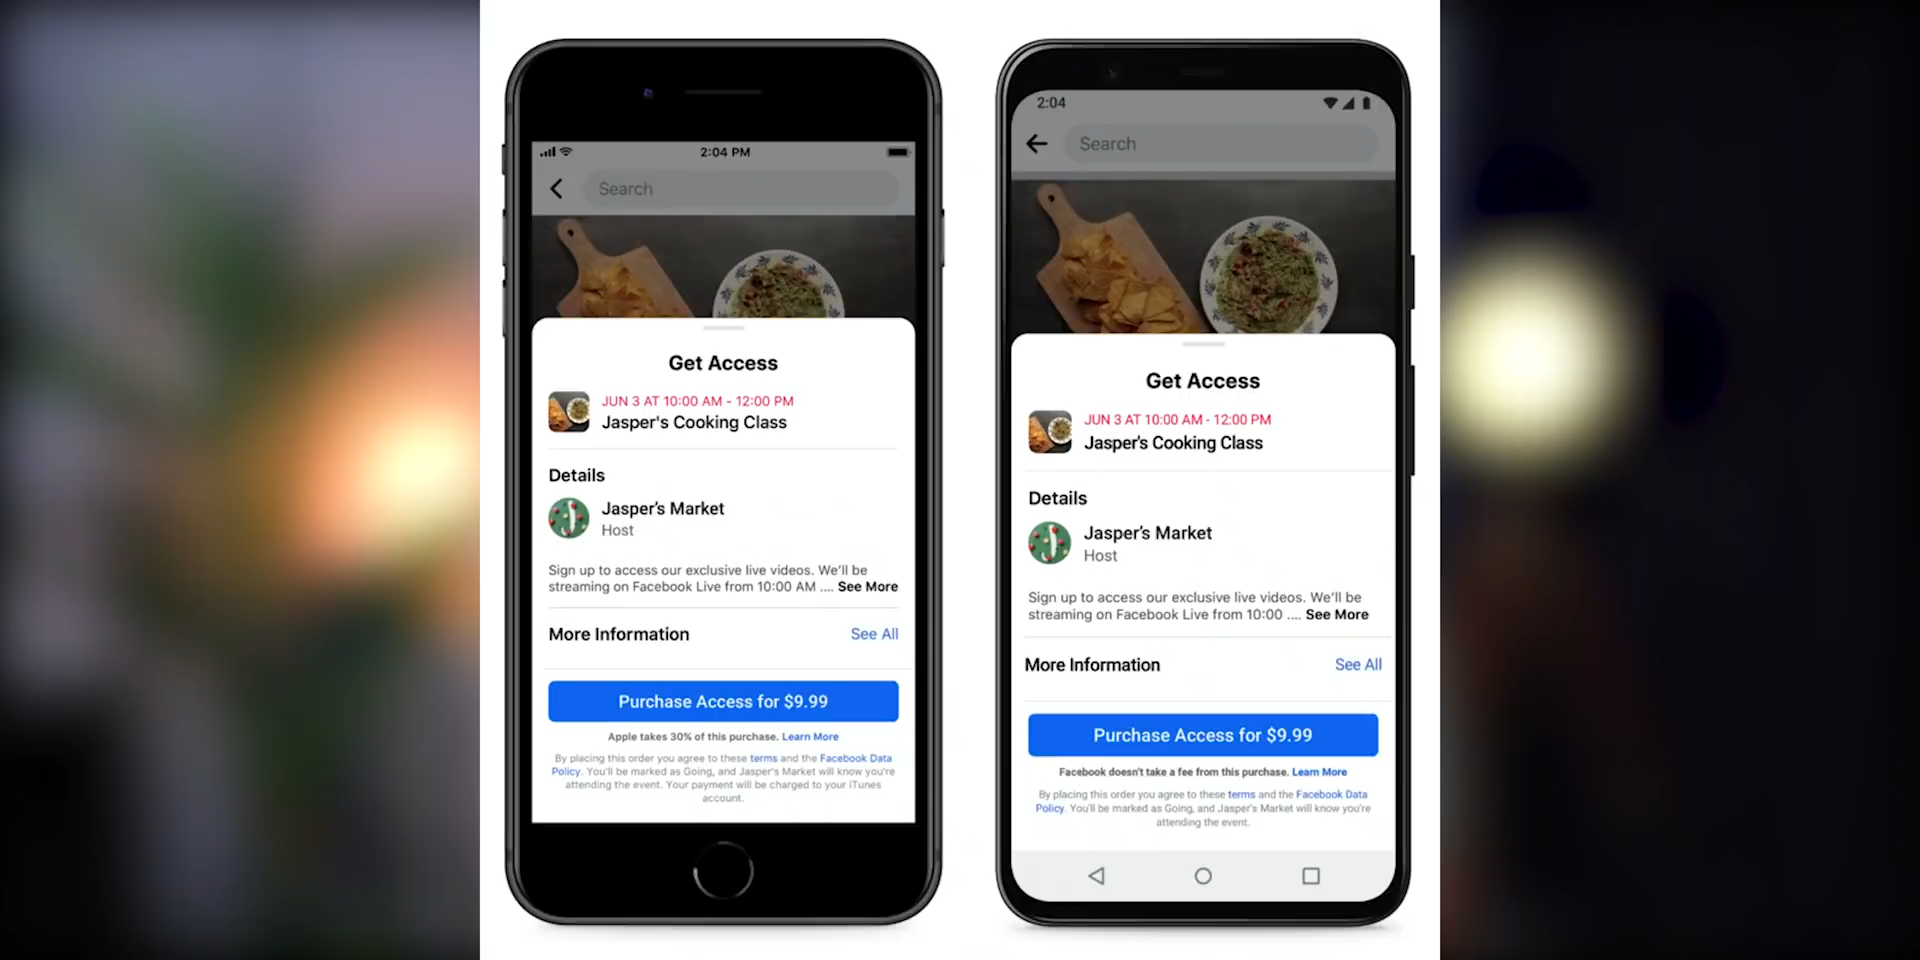 2:04 PM
Search
Get Access
JUN 3 AT 10:00 AM - 12:00 PM
Jasper's Cooking Class
Details
Jasper's Market
Host
Sign up to access our exclusive live videos. We'll be
streaming on Facebook Live from 10:00 AM .... See More
More Information
See All
Purchase Access for $9.99
Apple takes 30% of this purchase. Learn More
By placing this order you agree to these terms and the Facebook Data
Policy. You'll be marked as Going, and Jasper's Market will know you're
attending the event. Your payment will be charged to your iTunes
account.
2:04
Search
Get Access
JUN 3 AT 10:00 AM - 12:00 PM
Jasper's Cooking Class
Details
Jasper's Market
Host
Sign up to access our exclusive live videos. We'll be
streaming on Facebook Live from 10:00 .... See More
More Information
See All
Purchase Access for $9.99
Facebook doesn't take a fee from this purchase. Learn More
By placing this order you agree to these terms and the Facebook Data
Policy. You'll be marked as Going, and Jasper's Market will know you're
attending the event.